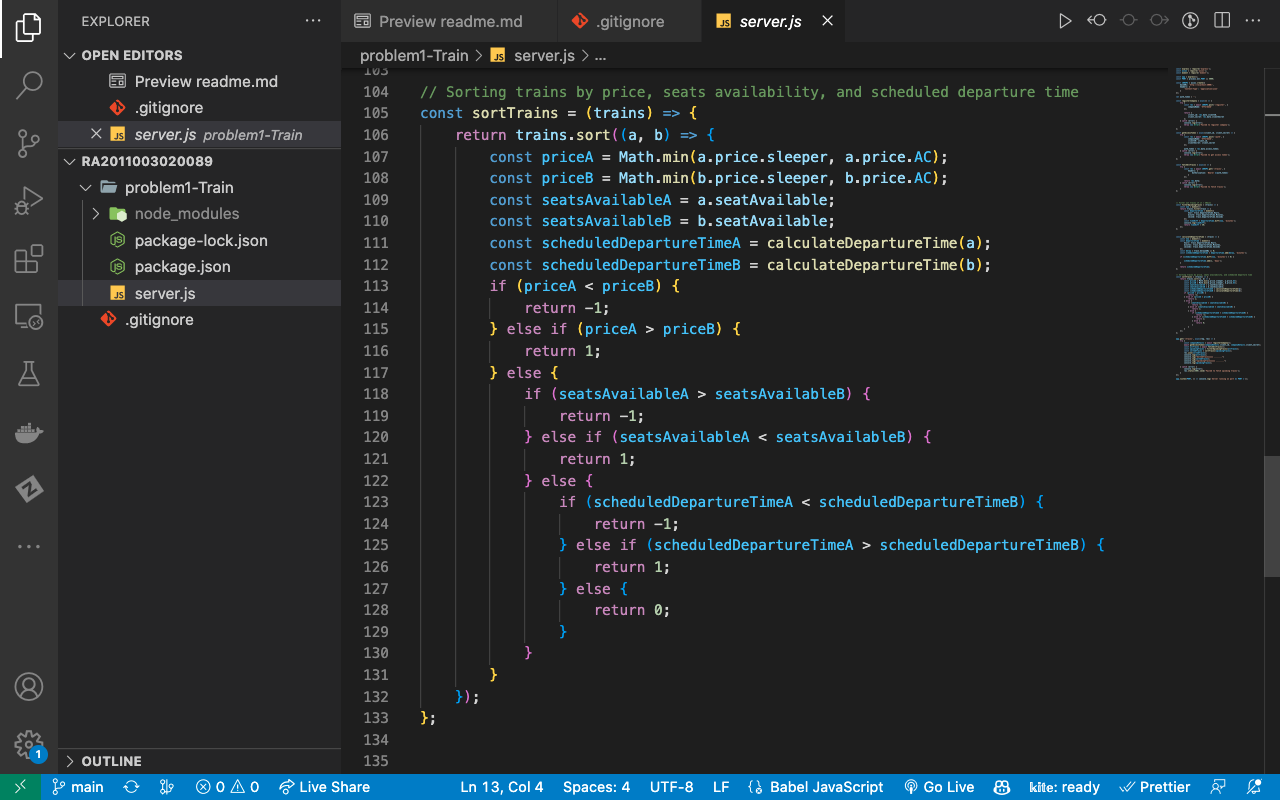 EXPLORER
OPEN EDITORS
Preview readme.md
.gitignore
server.js problem1-Train
RA2011003020089
problem1-Train
node_modules
package-lock.json
package.json
server.js
.gitignore
OUTLINE
Preview readme.md
.gitignore
server.js
problem1-Train > server.js > ...
103
104 // Sorting trains by price, seats availability, and scheduled departure time
105 const sortTrains = (trains) => {
106 return trains.sort((a, b) => {
107 const priceA = Math.min(a.price.sleeper, a.price.AC);
108 const priceB = Math.min(b.price.sleeper, b.price.AC);
109 const seatsAvailableA = a.seatAvailable;
110 const seatsAvailableB = b.seatAvailable;
111 const scheduledDepartureTimeA = calculateDepartureTime(a);
112 const scheduledDepartureTimeB = calculateDepartureTime(b);
113 if (priceA < priceB) {
114 return -1;
115 } else if (priceA > priceB) {
116 return 1;
117 } else {
118 if (seatsAvailableA > seatsAvailableB) {
119 return -1;
120 } else if (seatsAvailableA < seatsAvailableB) {
121 return 1;
122 } else {
123 if (scheduledDepartureTimeA < scheduledDepartureTimeB) {
124 return -1;
125 } else if (scheduledDepartureTimeA > scheduledDepartureTimeB) {
126 return 1;
127 } else {
128 return 0;
129 }
130 }
131 }
132 });
133 };
134
135
1
main 0 0 Live Share Ln 13, Col 4 Spaces: 4 UTF-8 LF Babel JavaScript Go Live kite: ready Prettier